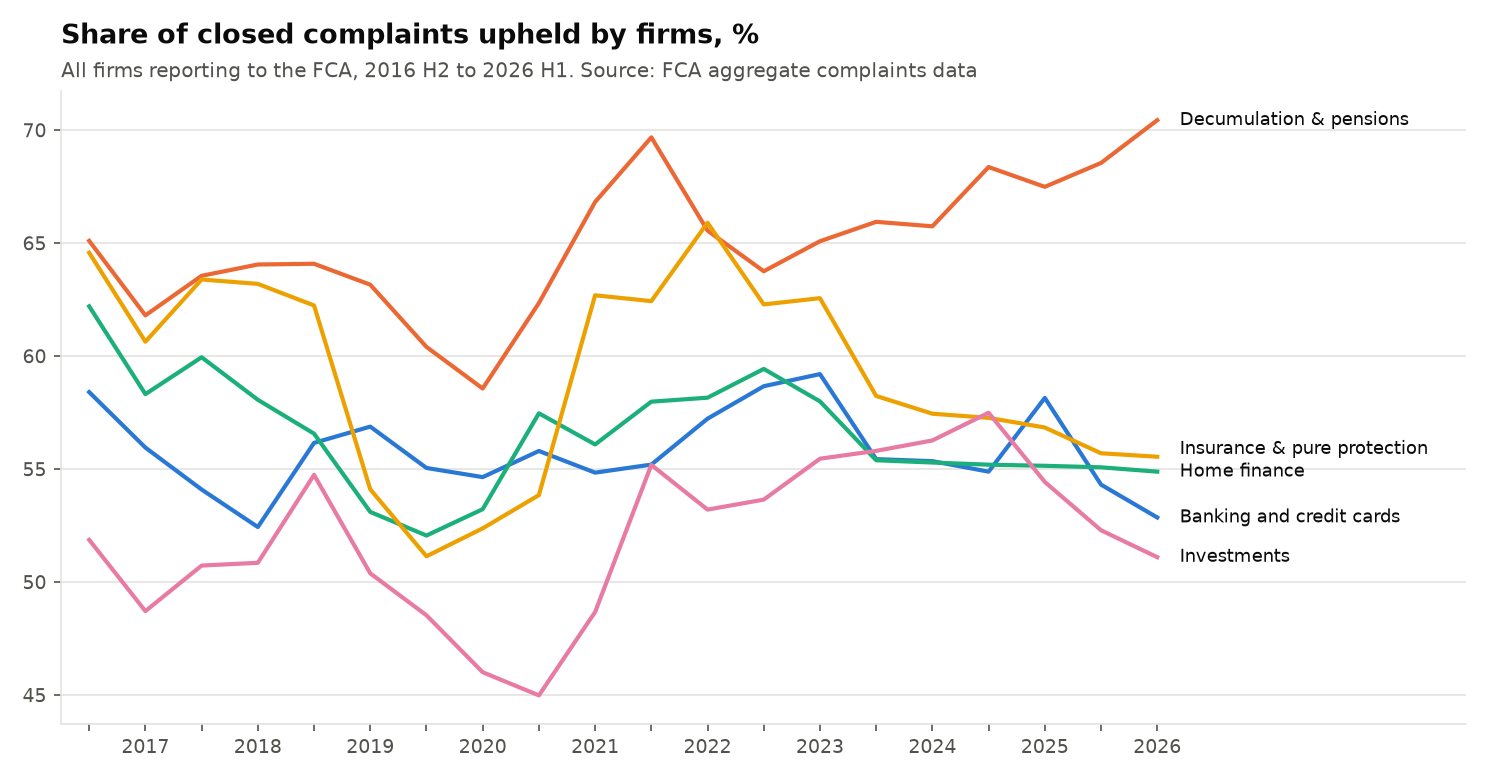 Share of closed complaints upheld by firms, %
All firms reporting to the FCA, 2016 H2 to 2026 H1. Source: FCA aggregate complaints data
70
65
60
55
50
45
Decumulation & pensions
Insurance & pure protection
Home finance
Banking and credit cards
Investments
2017 2018 2019 2020 2021 2022 2023 2024 2025 2026